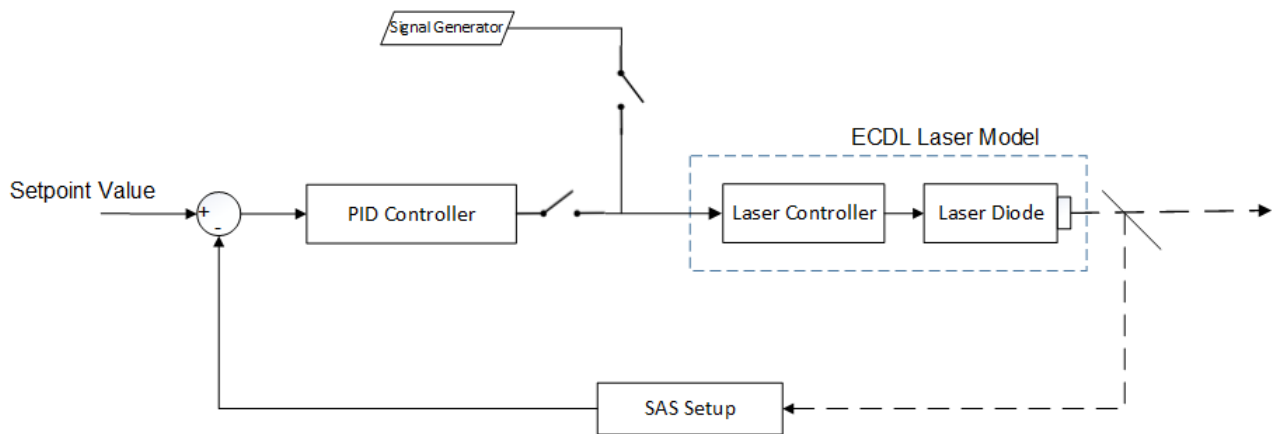 Signal Generator
ECDL Laser Model
Setpoint Value
+
-
PID Controller
Laser Controller
Laser Diode
SAS Setup